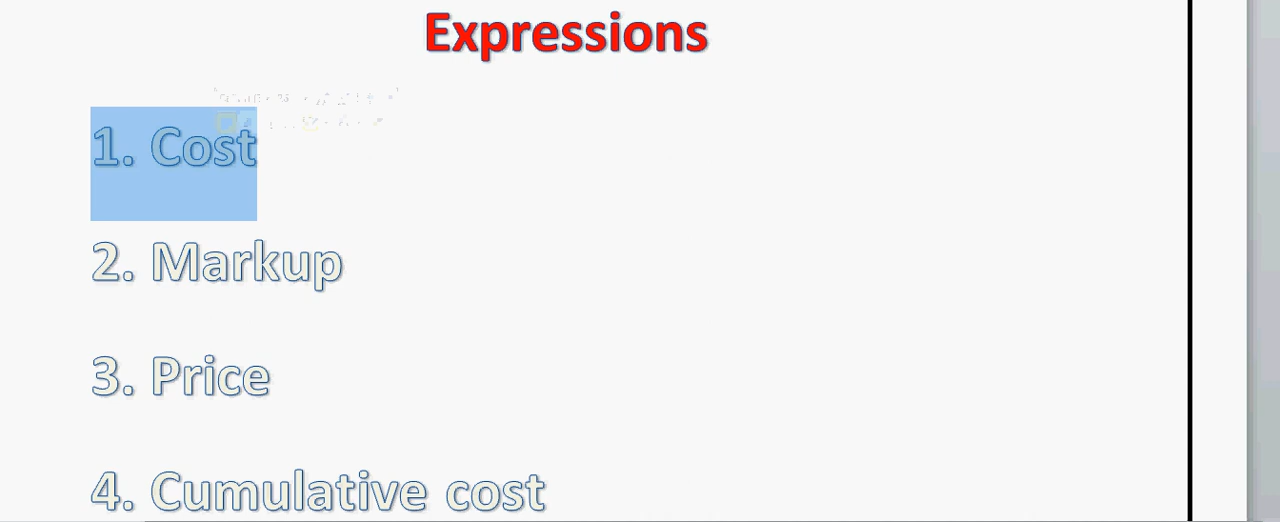 Expressions
1. Cost
2. Markup
3. Price
4. Cumulative cost